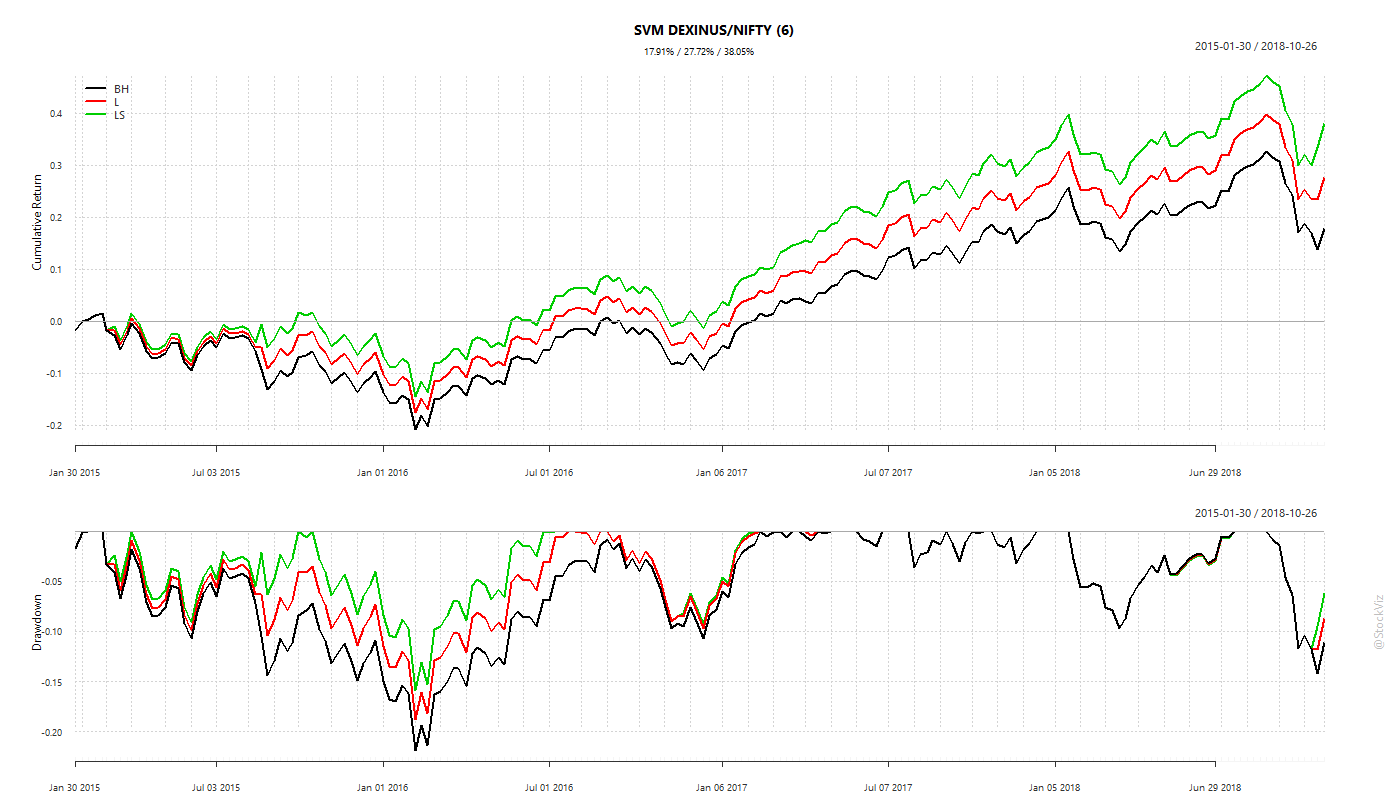 SVM DEXINUS/NIFTY (6)
17.91% / 27.72% / 38.05%
2015-01-30 / 2018-10-26
BH
L
LS
Cumulative Return
0.4
0.3
0.2
0.1
0.0
-0.1
-0.2
Jan 30 2015 Jul 03 2015 Jan 01 2016 Jul 01 2016 Jan 06 2017 Jul 07 2017 Jan 05 2018 Jun 29 2018
2015-01-30 / 2018-10-26
Drawdown
-0.05
-0.10
-0.15
-0.20
Jan 30 2015 Jul 03 2015 Jan 01 2016 Jul 01 2016 Jan 06 2017 Jul 07 2017 Jan 05 2018 Jun 29 2018
@StockViz